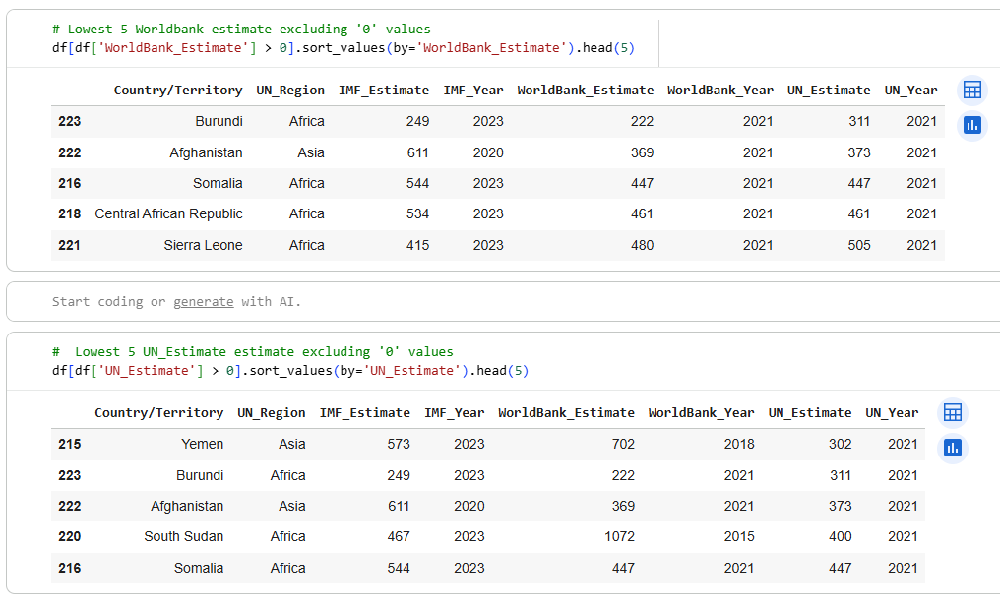 # Lowest 5 Worldbank estimate excluding '0' values
df[df['WorldBank_Estimate'] > 0].sort_values(by='WorldBank_Estimate').head(5)
Country/Territory UN_Region IMF_Estimate IMF_Year WorldBank_Estimate WorldBank_Year UN_Estimate UN_Year
223 Burundi Africa 249 2023 222 2021 311 2021
222 Afghanistan Asia 611 2020 369 2021 373 2021
216 Somalia Africa 544 2023 447 2021 447 2021
218 Central African Republic Africa 534 2023 461 2021 461 2021
221 Sierra Leone Africa 415 2023 480 2021 505 2021
Start coding or generate with AI.
#  Lowest 5 UN_Estimate estimate excluding '0' values
df[df['UN_Estimate'] > 0].sort_values(by='UN_Estimate').head(5)
Country/Territory UN_Region IMF_Estimate IMF_Year WorldBank_Estimate WorldBank_Year UN_Estimate UN_Year
215 Yemen Asia 573 2023 702 2018 302 2021
223 Burundi Africa 249 2023 222 2021 311 2021
222 Afghanistan Asia 611 2020 369 2021 373 2021
220 South Sudan Africa 467 2023 1072 2015 400 2021
216 Somalia Africa 544 2023 447 2021 447 2021